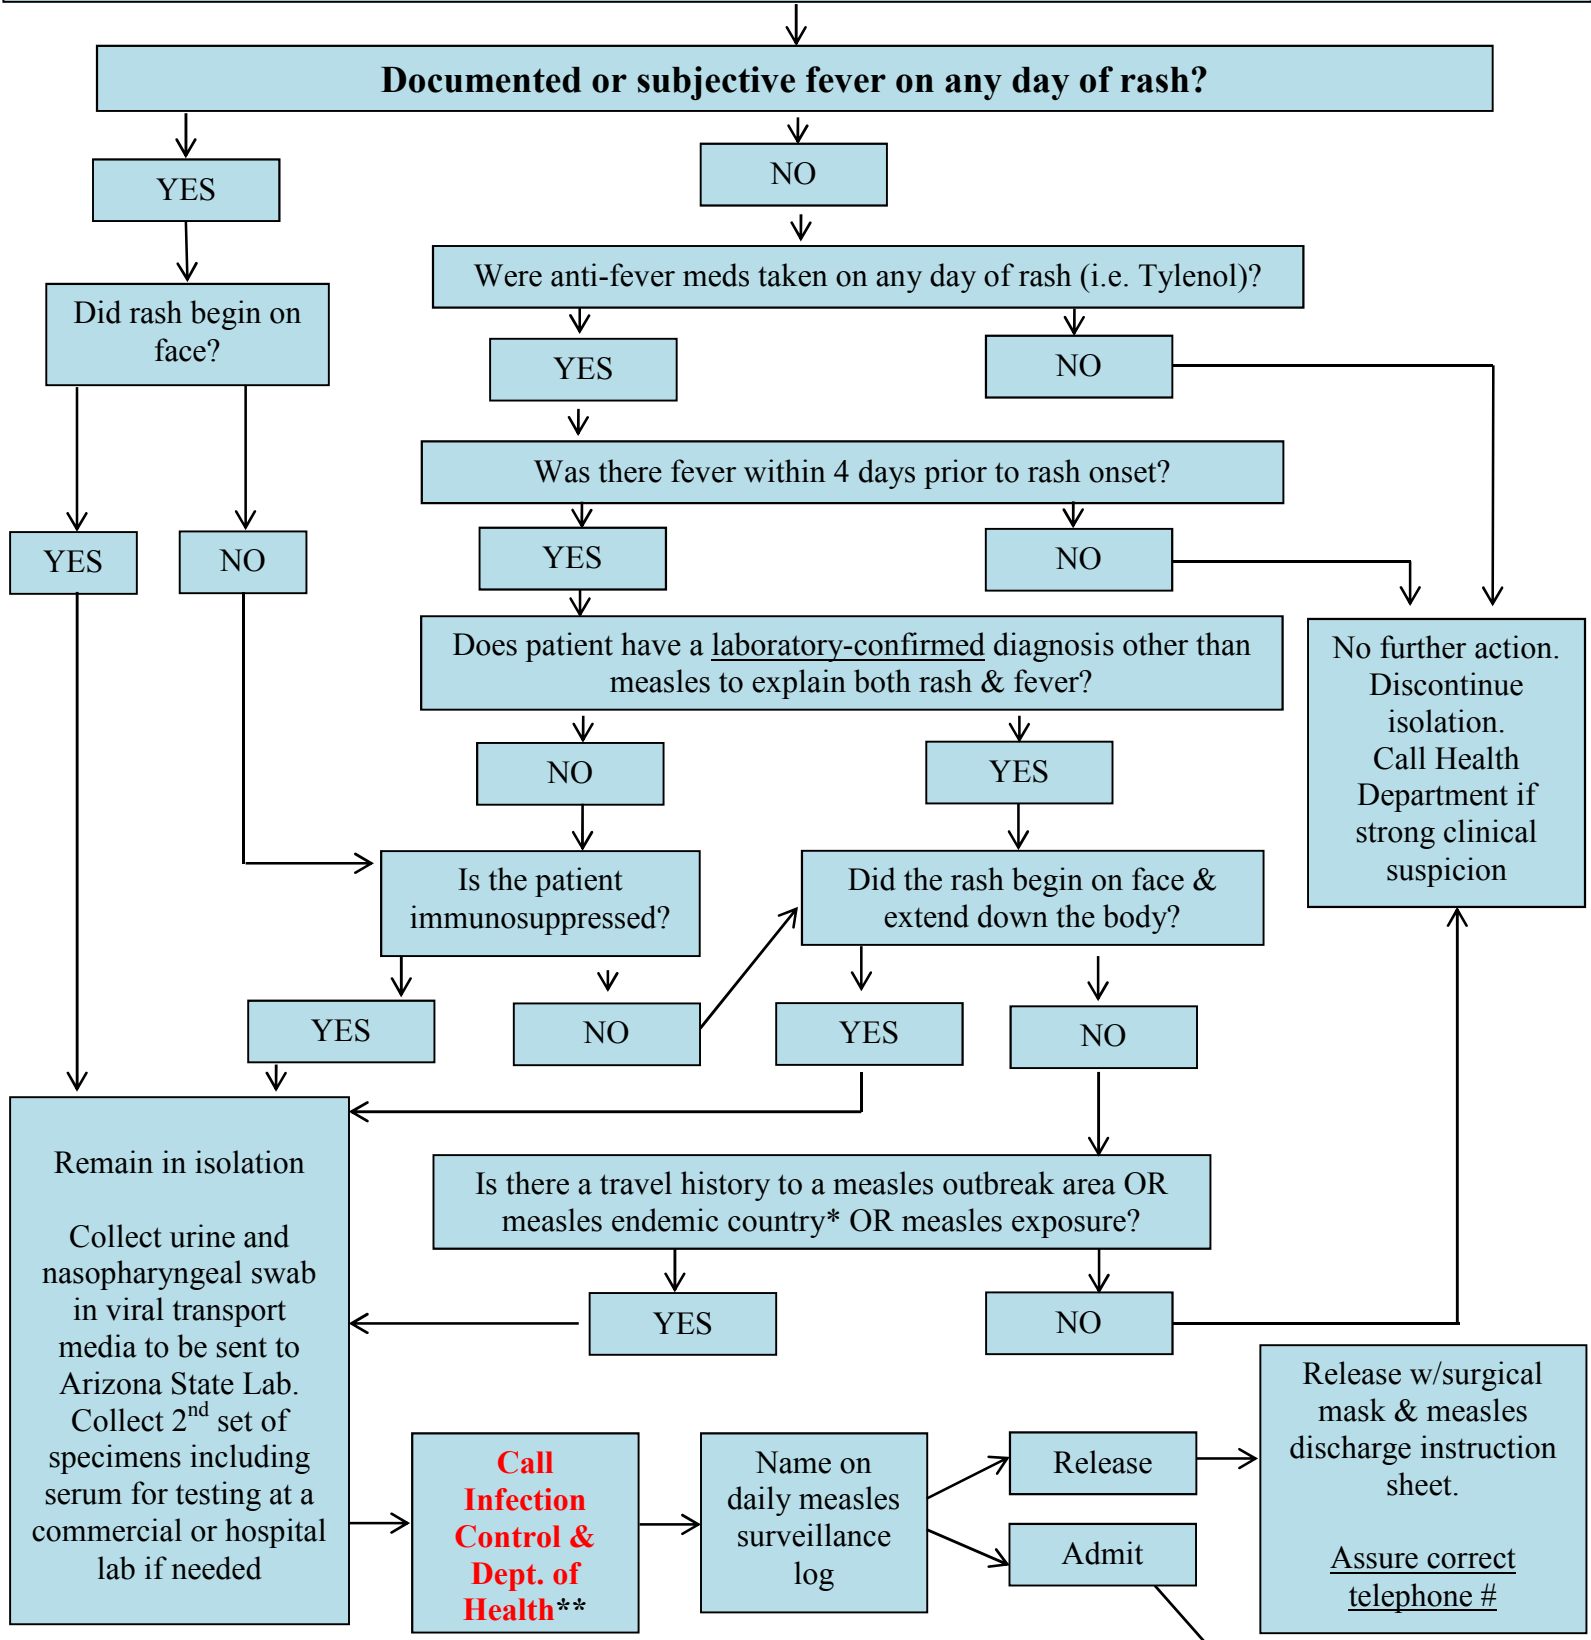 Documented or subjective fever on any day of rash?
YES
NO
Were anti-fever meds taken on any day of rash (i.e. Tylenol)?
Did rash begin on
face?
YES
NO
Was there fever within 4 days prior to rash onset?
YES
NO
YES
NO
Does patient have a laboratory-confirmed diagnosis other than
measles to explain both rash & fever?
No further action.
Discontinue
isolation.
Call Health
Department if
strong clinical
suspicion
NO
YES
Is the patient
immunosuppressed?
Did the rash begin on face &
extend down the body?
YES
NO
YES
NO
Remain in isolation
Collect urine and
nasopharyngeal swab
in viral transport
media to be sent to
Arizona State Lab.
Collect 2nd set of
specimens including
serum for testing at a
commercial or hospital
lab if needed
Is there a travel history to a measles outbreak area OR
measles endemic country* OR measles exposure?
YES
NO
Call
Infection
Control &
Dept. of
Health**
Name on
daily measles
surveillance
log
Release
Admit
Release w/surgical
mask & measles
discharge instruction
sheet.
Assure correct
telephone #